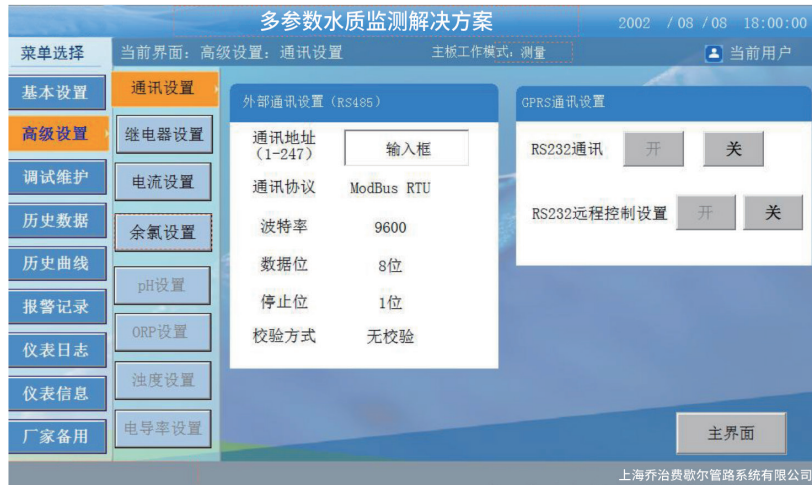 多参数水质监测解决方案
2002 /08 /08 18:00:00
菜单选择
当前界面：高级设置：通讯设置
主板工作模式：测量
当前用户
基本设置
高级设置
调试维护
历史数据
历史曲线
报警记录
仪表日志
仪表信息
厂家备用
通讯设置
继电器设置
电流设置
余氯设置
pH设置
ORP设置
浊度设置
电导率设置
外部通讯设置（RS485）
通讯地址
（1-247）
输入框
通讯协议 ModBus RTU
波特率 9600
数据位 8位
停止位 1位
校验方式 无校验
GPRS通讯设置
RS232通讯 开 关
RS232远程控制设置 开 关
主界面
上海乔治费歇尔管路系统有限公司